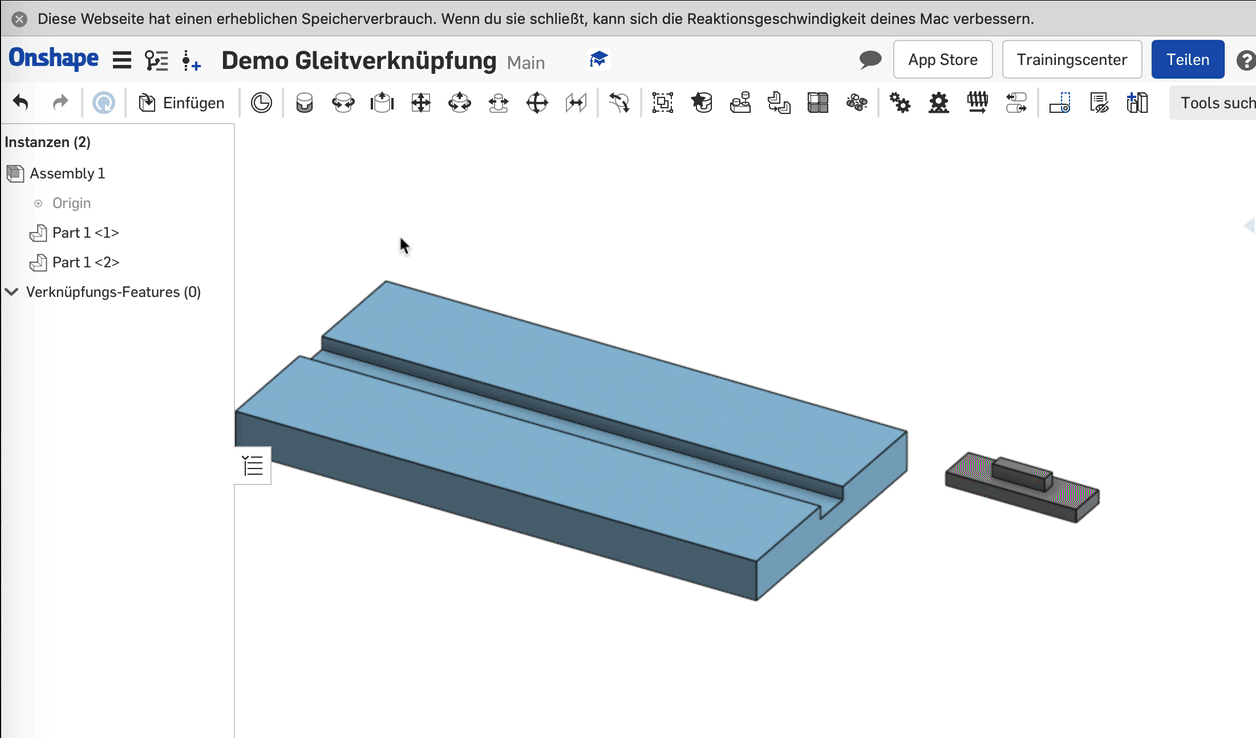 Diese Webseite hat einen erheblichen Speicherverbrauch. Wenn du sie schließt, kann sich die Reaktionsgeschwindigkeit deines Mac verbessern.
Onshape Demo Gleitverknüpfung Main App Store Trainingscenter Teilen
Einfügen Tools such
Instanzen (2)
Assembly 1
Origin
Part 1 <1>
Part 1 <2>
Verknüpfungs-Features (0)